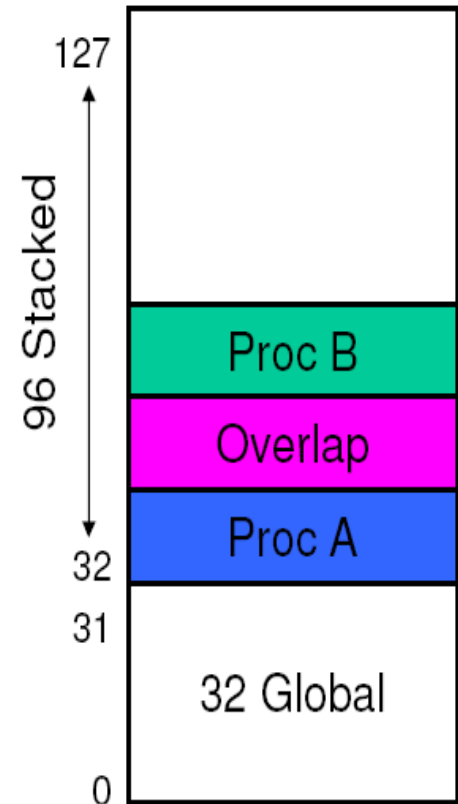 127
96 Stacked
Proc B
Overlap
Proc A
32
31
32 Global
0